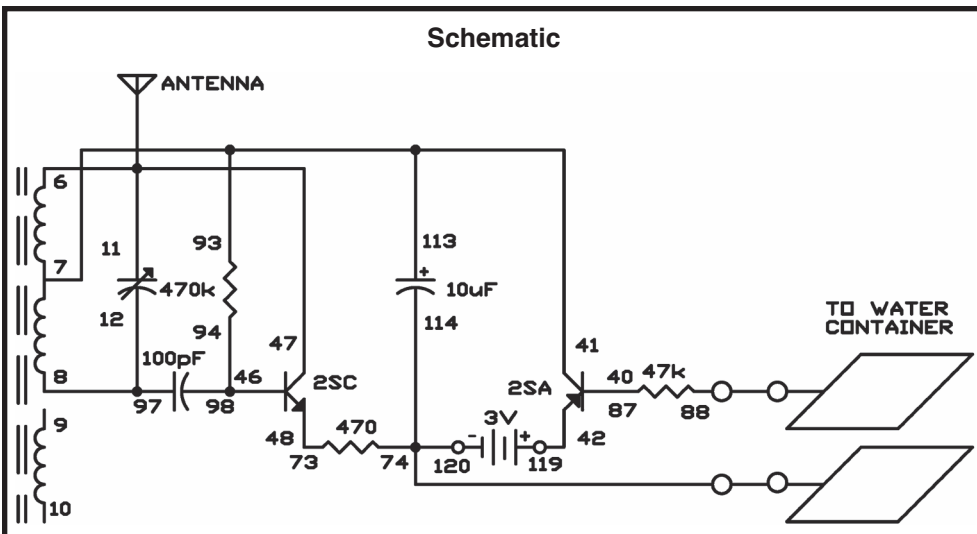 Schematic
ANTENNA
6
11
93
113
7
470k
+
10uF
12
94
114
TO WATER
CONTAINER
100pF
47
41
8
46
2SC
2SA
40
47k
97
98
87
88
9
48
470
3V
42
- +
73
74
120
119
10